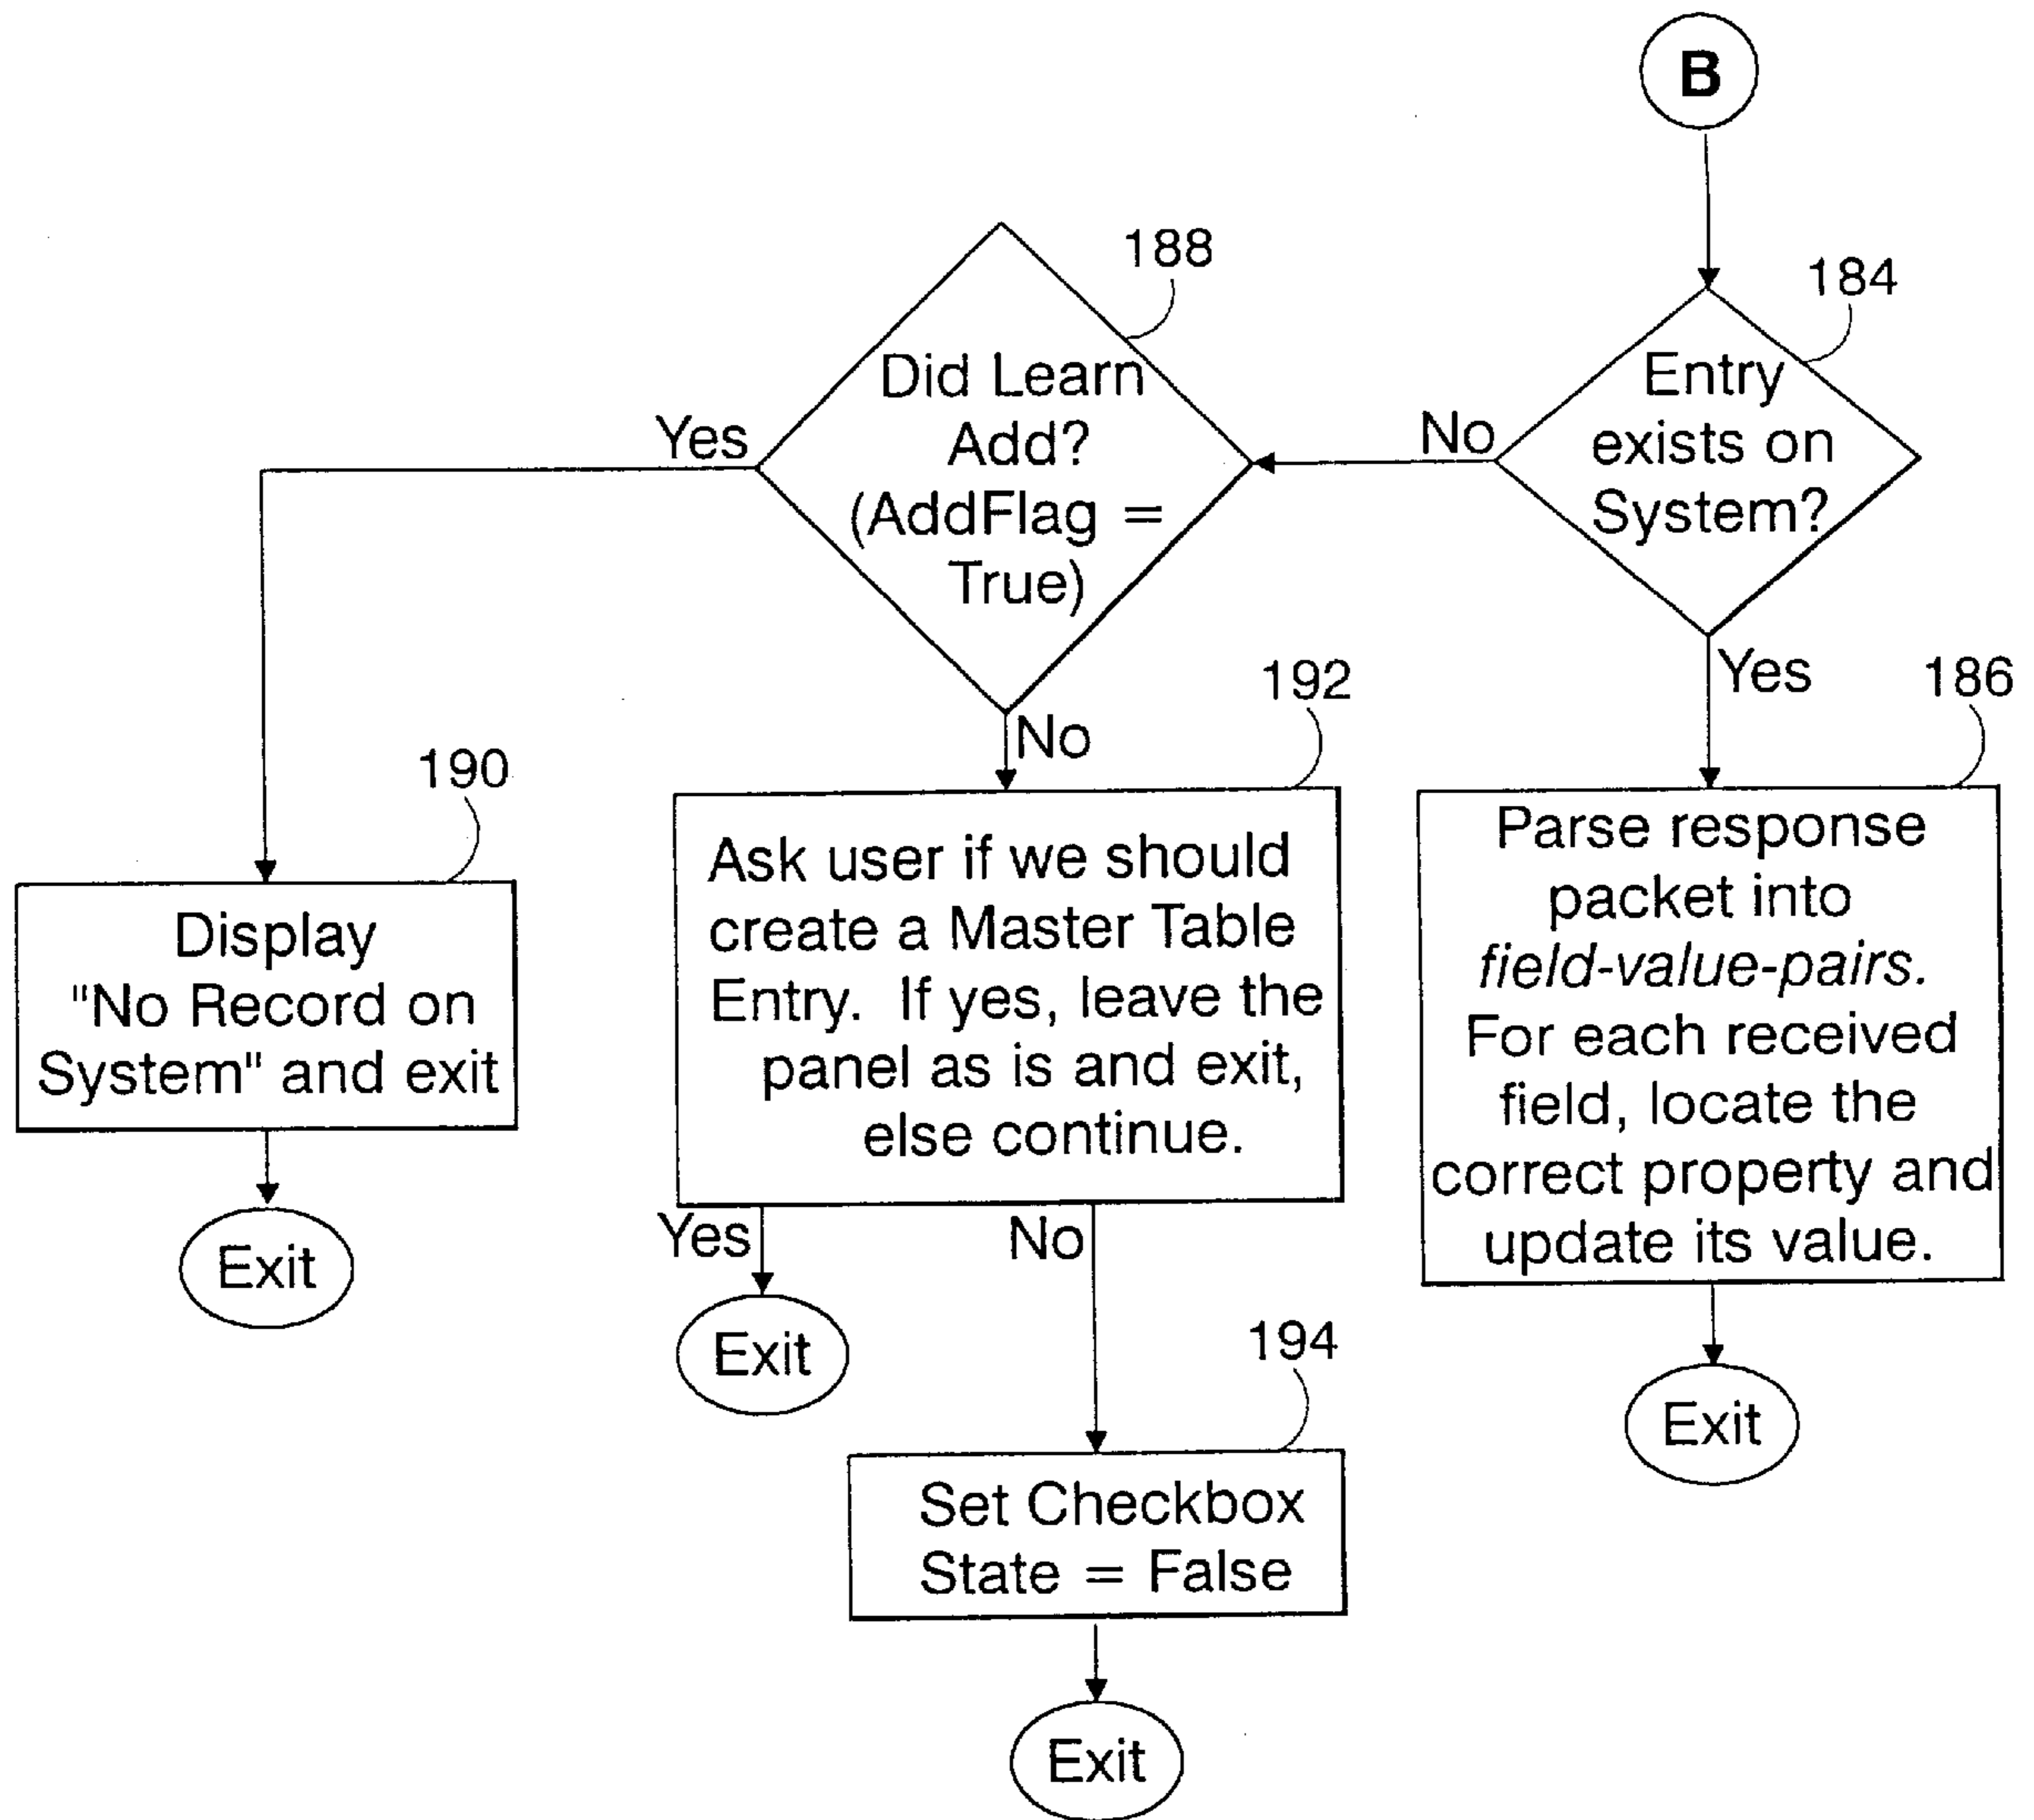 B
184
Entry
exists on
System?
No
Yes
188
Did Learn
Add?
(AddFlag =
True)
Yes
No
186
Parse response
packet into
field-value-pairs.
For each received
field, locate the
correct property and
update its value.
Exit
190
Display
"No Record on
System" and exit
Exit
192
Ask user if we should
create a Master Table
Entry. If yes, leave the
panel as is and exit,
else continue.
Yes
No
Exit
194
Set Checkbox
State = False
Exit